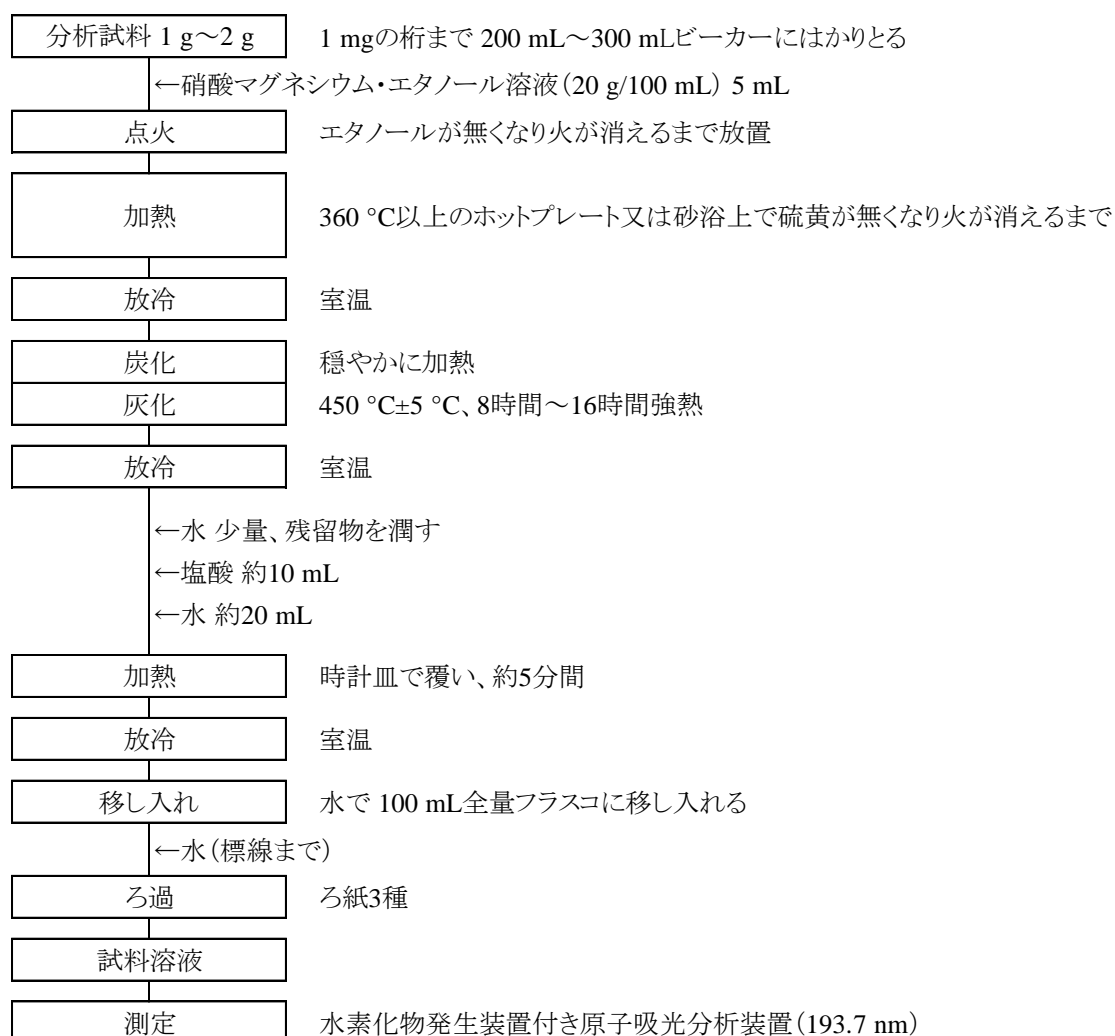 分析試料 1 g～2 g 1 mgの桁まで 200 mL～300 mLビーカーにはかりとる
←硝酸マグネシウム・エタノール溶液（20 g/100 mL） 5 mL
点火 エタノールが無くなり火が消えるまで放置
加熱 360 °C以上のホットプレート又は砂浴上で硫黄が無くなり火が消えるまで
放冷 室温
炭化 穏やかに加熱
灰化 450 °C±5 °C、8時間～16時間強熱
放冷 室温
←水 少量、残留物を潤す
←塩酸 約10 mL
←水 約20 mL
加熱 時計皿で覆い、約5分間
放冷 室温
移し入れ 水で 100 mL全量フラスコに移し入れる
←水（標線まで）
ろ過 ろ紙3種
試料溶液
測定 水素化物発生装置付き原子吸光分析装置（193.7 nm）